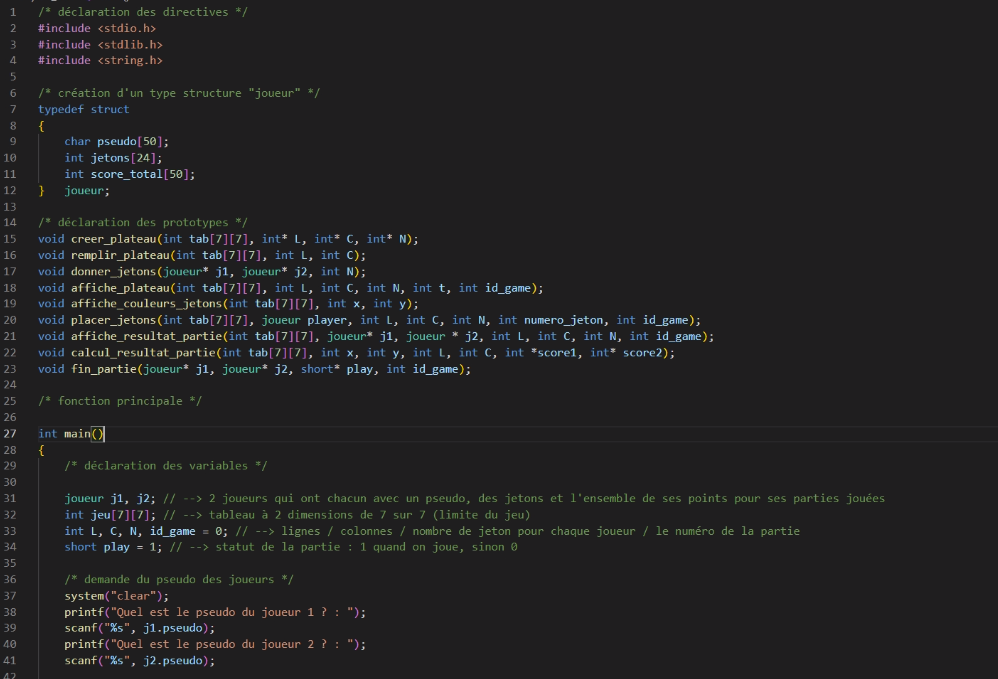 1 /* déclaration des directives */
2 #include <stdio.h>
3 #include <stdlib.h>
4 #include <string.h>
5
6 /* création d'un type structure "joueur" */
7 typedef struct
8 {
9 char pseudo[50];
10 int jetons[24];
11 int score_total[50];
12 } joueur;
13
14 /* déclaration des prototypes */
15 void creer_plateau(int tab[7][7], int* L, int* C, int* N);
16 void remplir_plateau(int tab[7][7], int L, int C);
17 void donner_jetons(joueur* j1, joueur* j2, int N);
18 void affiche_plateau(int tab[7][7], int L, int C, int N, int t, int id_game);
19 void affiche_couleurs_jetons(int tab[7][7], int x, int y);
20 void placer_jetons(int tab[7][7], joueur player, int L, int C, int N, int numero_jeton, int id_game);
21 void affiche_resultat_partie(int tab[7][7], joueur* j1, joueur * j2, int L, int C, int N, int id_game);
22 void calcul_resultat_partie(int tab[7][7], int x, int y, int L, int C, int *score1, int* score2);
23 void fin_partie(joueur* j1, joueur* j2, short* play, int id_game);
24
25 /* fonction principale */
26
27 int main()
28 {
29 /* déclaration des variables */
30
31 joueur j1, j2; // --> 2 joueurs qui ont chacun avec un pseudo, des jetons et l'ensemble de ses points pour ses parties jouées
32 int jeu[7][7]; // --> tableau à 2 dimensions de 7 sur 7 (limite du jeu)
33 int L, C, N, id_game = 0; // --> lignes / colonnes / nombre de jeton pour chaque joueur / le numéro de la partie
34 short play = 1; // --> statut de la partie : 1 quand on joue, sinon 0
35
36 /* demande du pseudo des joueurs */
37 system("clear");
38 printf("Quel est le pseudo du joueur 1 ? : ");
39 scanf("%s", j1.pseudo);
40 printf("Quel est le pseudo du joueur 2 ? : ");
41 scanf("%s", j2.pseudo);
42